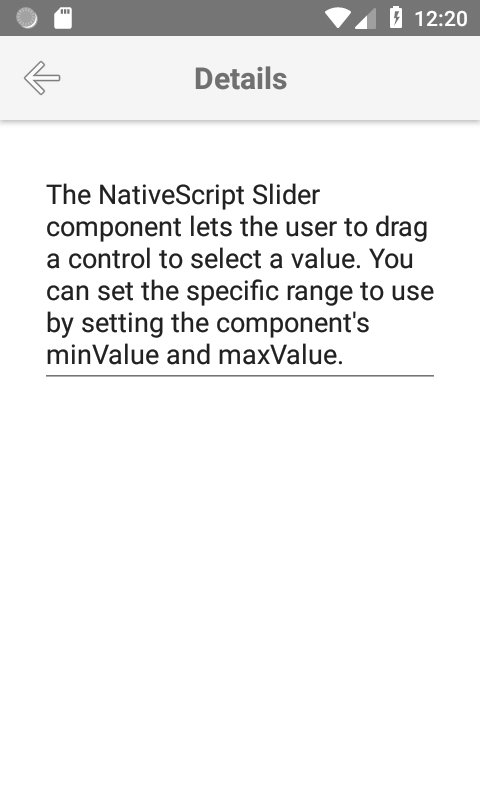 12:20
Details
The NativeScript Slider
component lets the user to drag
a control to select a value. You
can set the specific range to use
by setting the component's
minValue and maxValue.